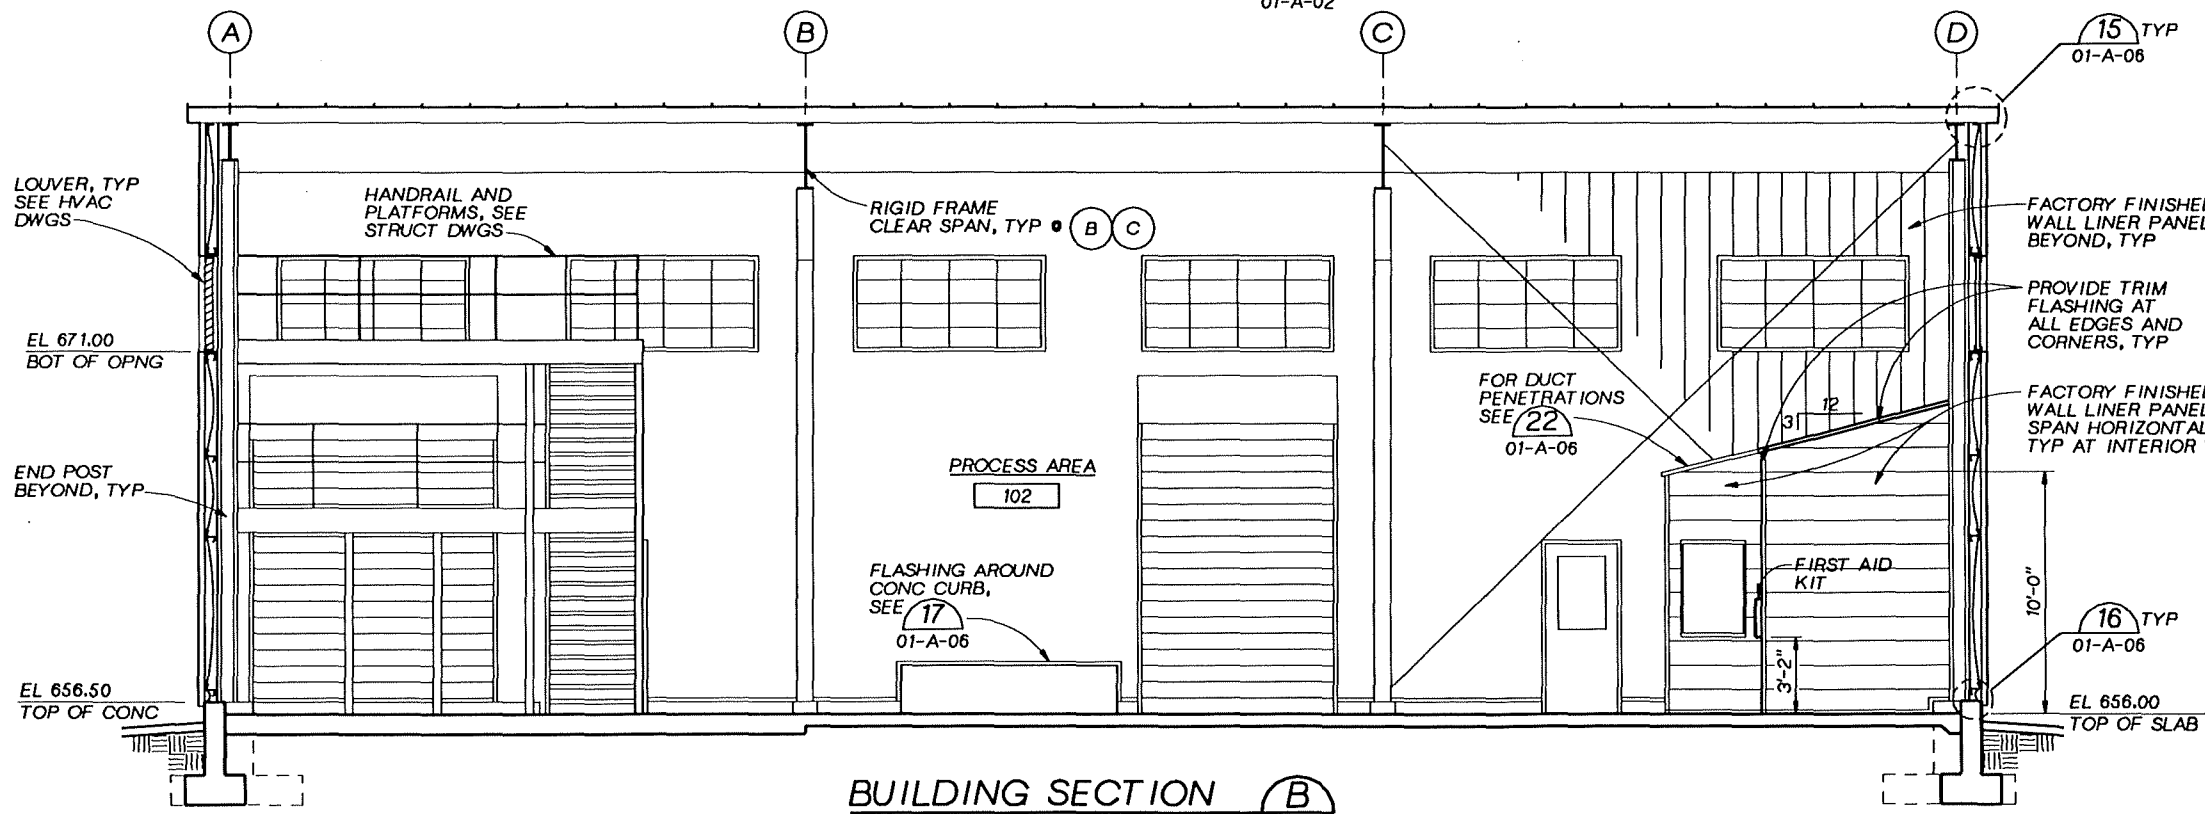 01-A-02
A
B
C
D
15 TYP
01-A-06
LOUVER, TYP
SEE HVAC
DWGS
HANDRAIL AND
PLATFORMS, SEE
STRUCT DWGS
RIGID FRAME
CLEAR SPAN, TYP @ B C
FACTORY FINISHED
WALL LINER PANEL
BEYOND, TYP
PROVIDE TRIM
FLASHING AT
ALL EDGES AND
CORNERS, TYP
EL 671.00
BOT OF OPNG
FOR DUCT
PENETRATIONS
SEE 22
01-A-06
12
3
FACTORY FINISHED
WALL LINER PANEL
SPAN HORIZONTAL
TYP AT INTERIOR
END POST
BEYOND, TYP
PROCESS AREA
102
FLASHING AROUND
CONC CURB,
SEE 17
01-A-06
FIRST AID
KIT
10'-0"
3'-2"
16 TYP
01-A-06
EL 656.50
TOP OF CONC
EL 656.00
TOP OF SLAB
BUILDING SECTION B